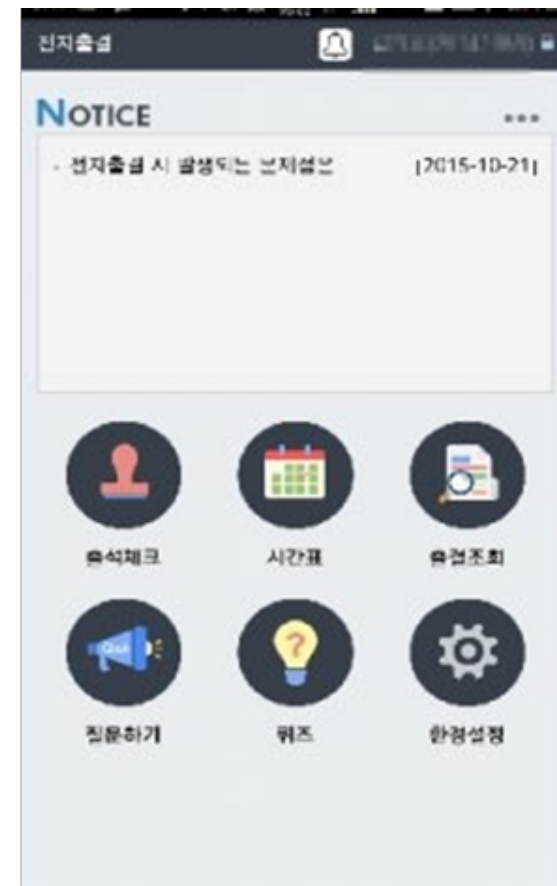 전자출결
NOTICE
- 전자출결 시 발생되는 문제점은 [2015-10-21]
출석체크 시간표 출결조회
Q&A
?
질문하기 퀴즈 환경설정